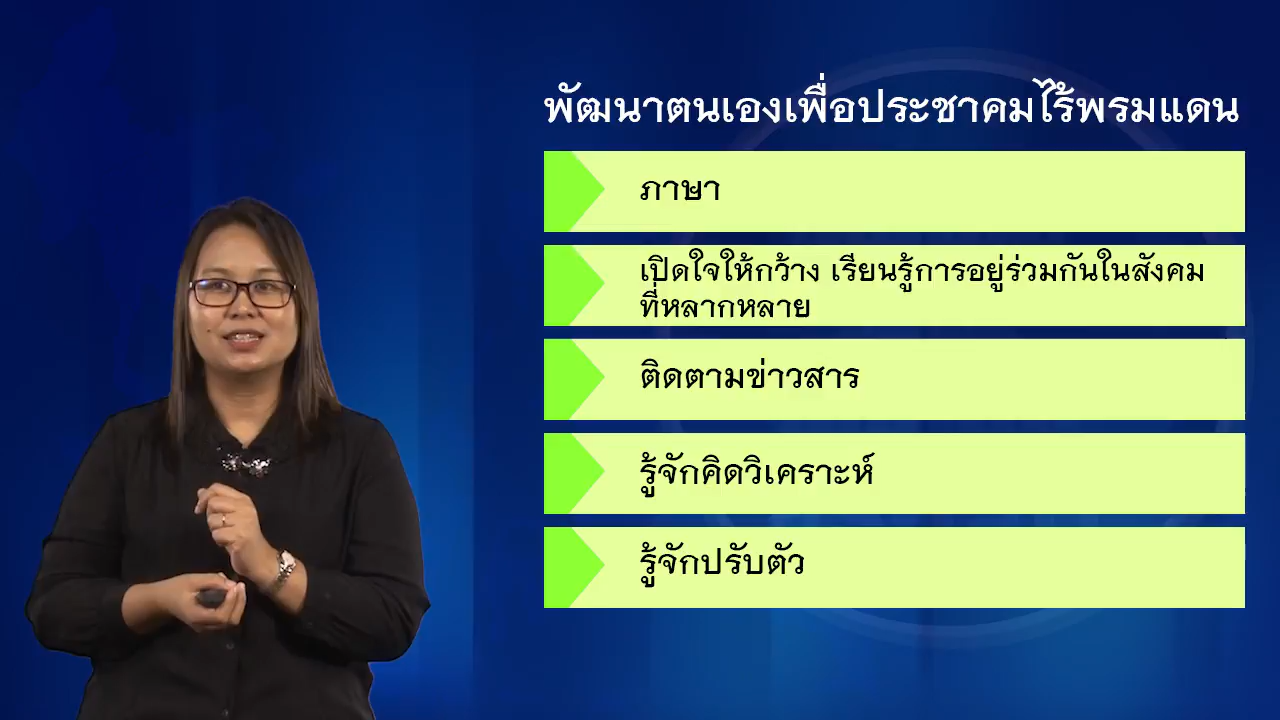 พัฒนาตนเองเพื่อประชาคมไร้พรมแดน
ภาษา
เปิดใจให้กว้าง เรียนรู้การอยู่ร่วมกันในสังคม
ที่หลากหลาย
ติดตามข่าวสาร
รู้จักคิดวิเคราะห์
รู้จักปรับตัว